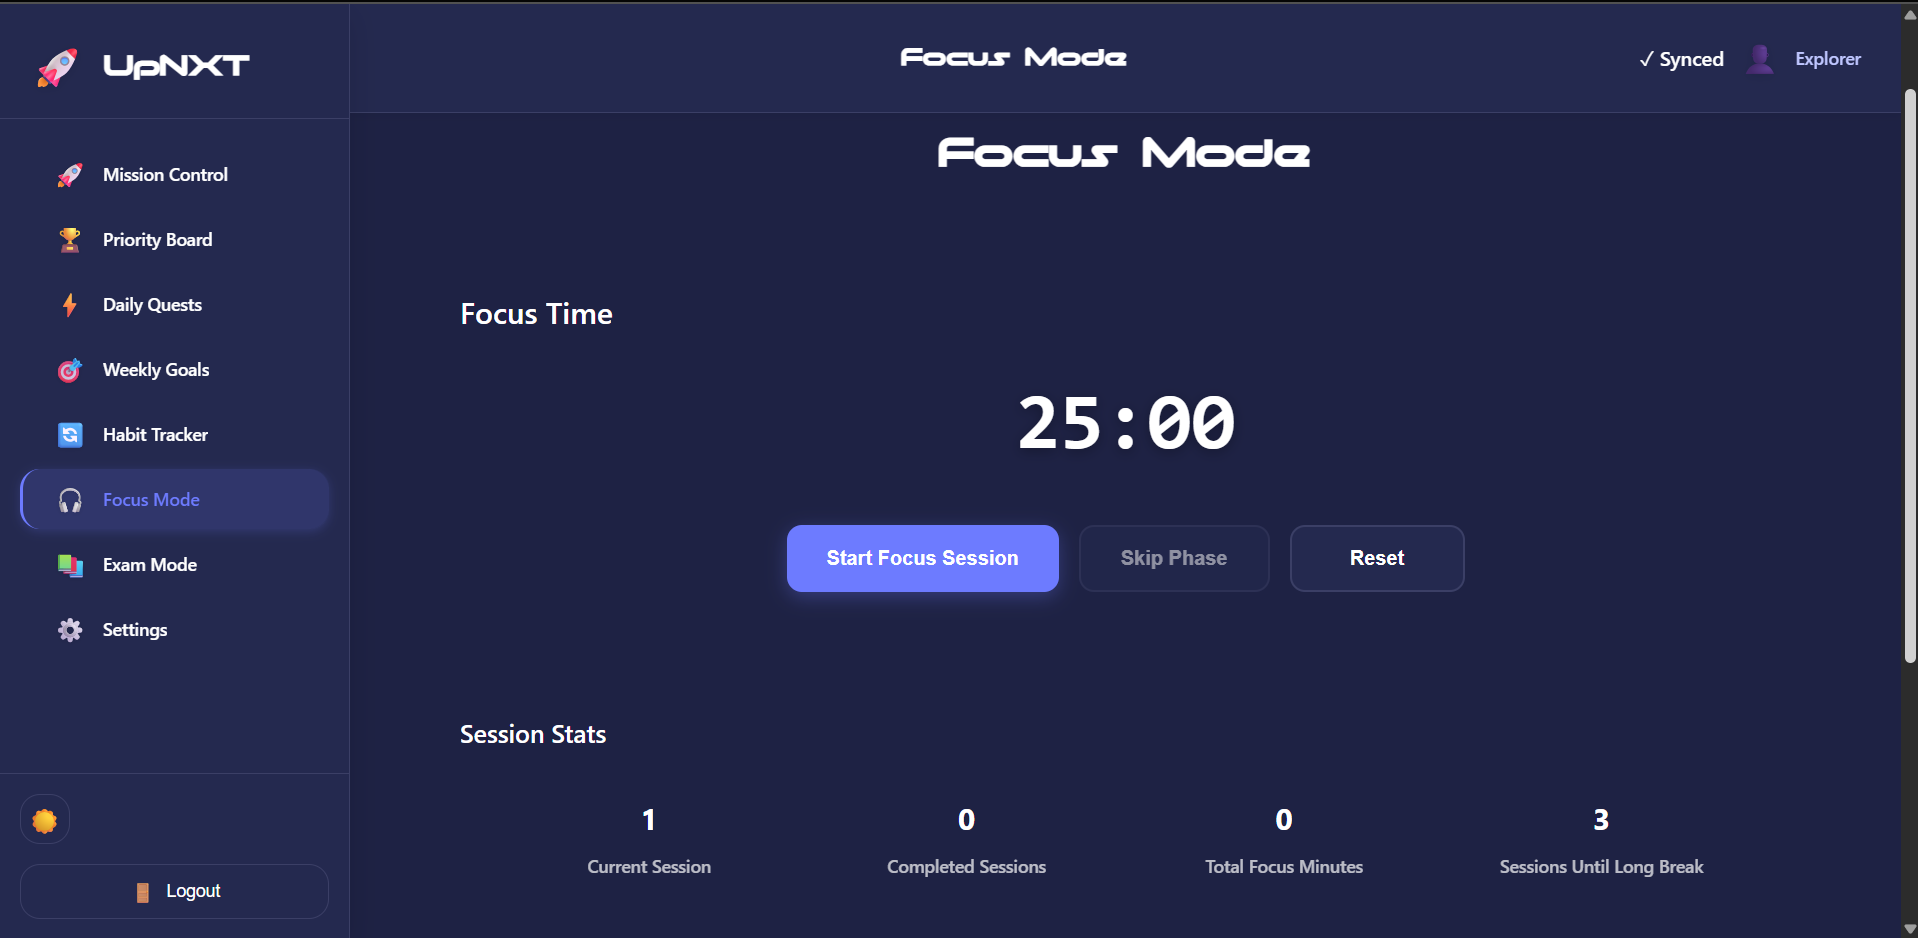 UpNXT
Focus Mode
✓ Synced
Explorer
Mission Control
Priority Board
Daily Quests
Weekly Goals
Habit Tracker
Focus Mode
Exam Mode
Settings
Logout
Focus Mode
Focus Time
25:00
Start Focus Session
Skip Phase
Reset
Session Stats
1
Current Session
0
Completed Sessions
0
Total Focus Minutes
3
Sessions Until Long Break